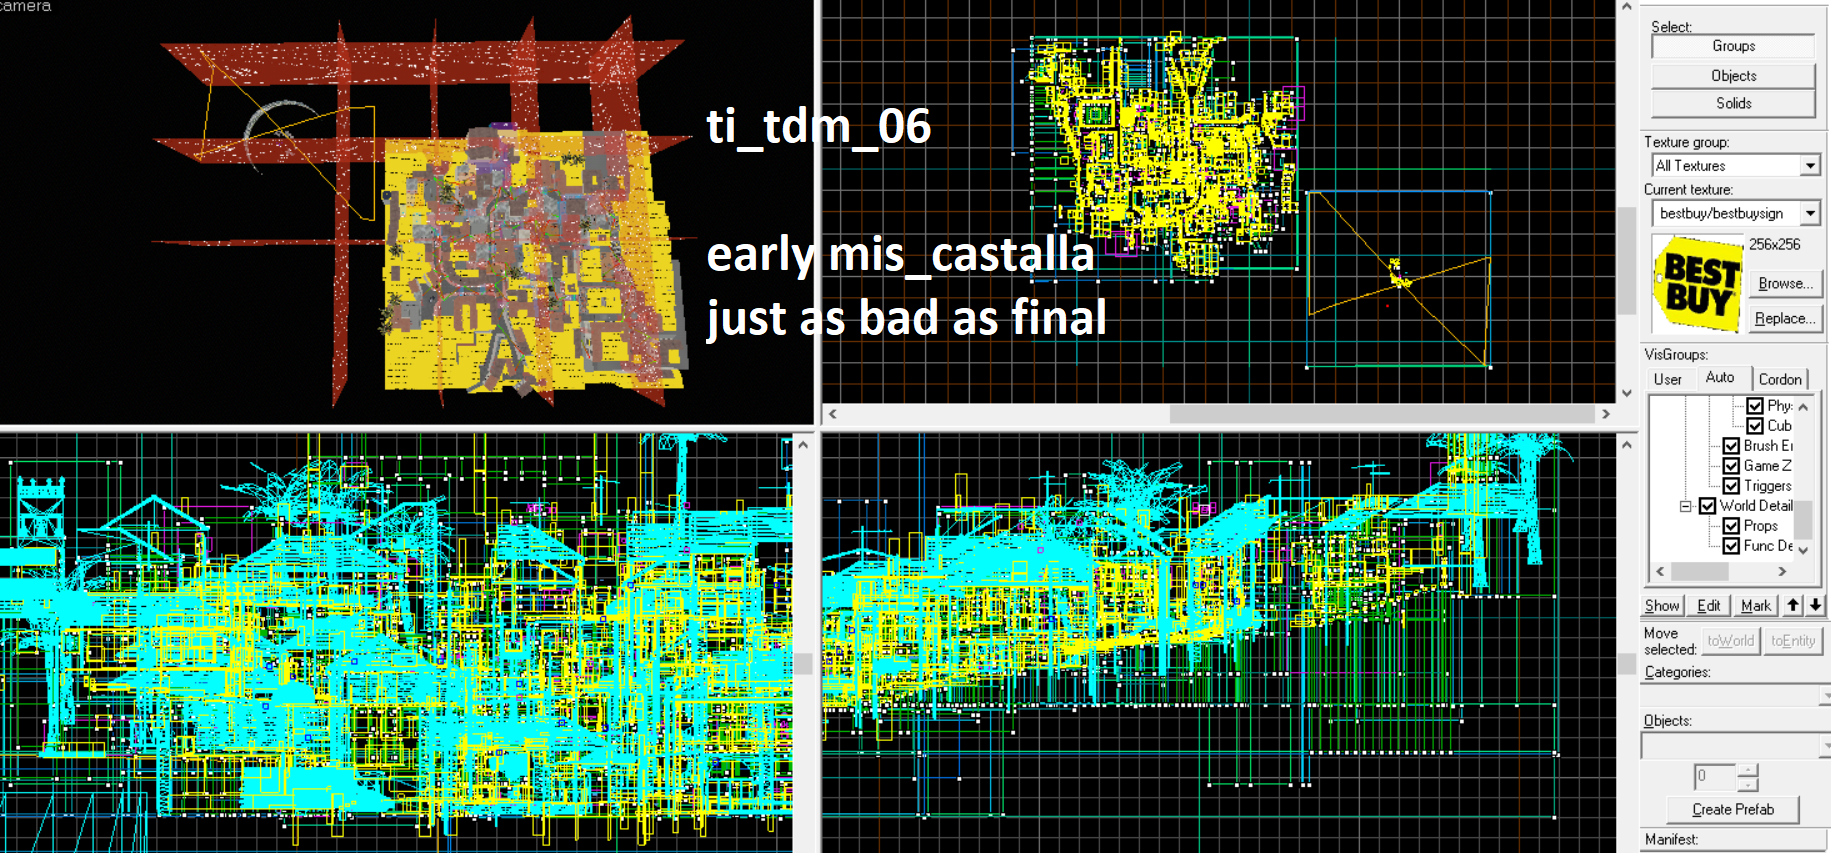 camera
ti_tdm_06
early mis_castalla
just as bad as final
Select:
Groups
Objects
Solids
Texture group:
All Textures
Current texture:
bestbuy/bestbuysign
256x256
BEST
BUY
Browse...
Replace...
VisGroups:
User
Auto
Cordon
Phy
Cub
Brush E
Game Z
Triggers
World Detail
Props
Func De
Show
Edit
Mark
Move
selected:
toWorld
toEntity
Categories:
Objects:
0
Create Prefab
Manifest: